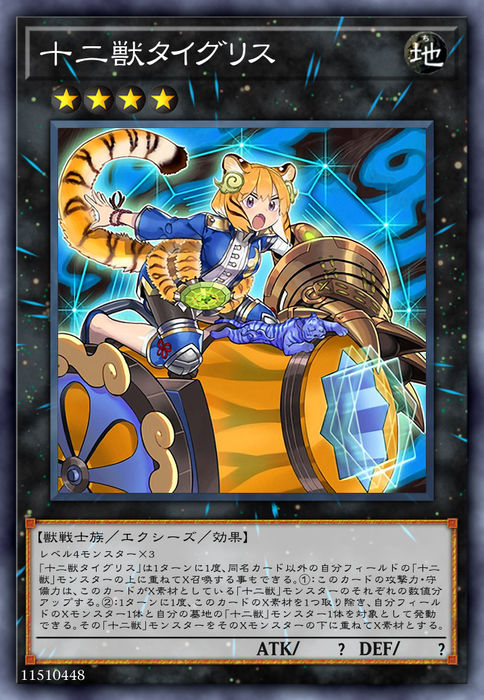 十二獣タイグリス
ち
地
【獣戦士族／エクシーズ／効果】
レベル4モンスター×3
「十二獣タイグリス」は1ターンに1度、同名カード以外の自分フィールドの「十二
獣」モンスターの上に重ねてX召喚する事もできる。①：このカードの攻撃力・守
備力は、このカードがX素材としている「十二獣」モンスターのそれぞれの数値分
アップする。②：1ターンに1度、このカードのX素材を1つ取り除き、自分フィール
ドのXモンスター1体と自分の墓地の「十二獣」モンスター1体を対象として発動
できる。その「十二獣」モンスターをそのXモンスターの下に重ねてX素材とする。
ATK/ ? DEF/ ?
11510448